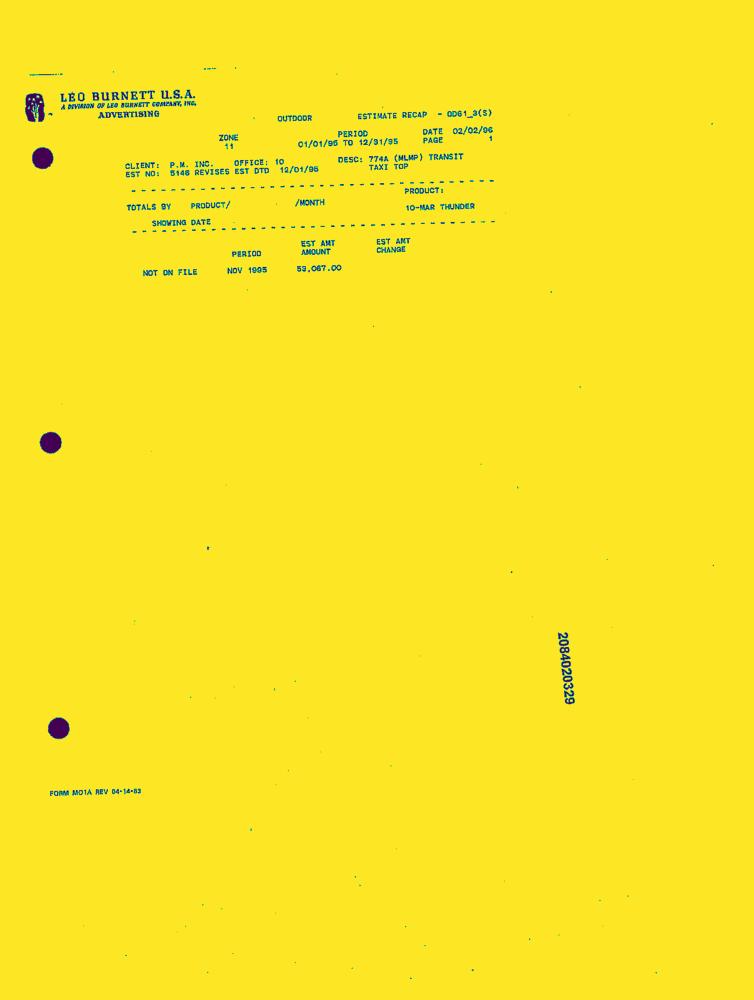 LEO BURNETT U.S.A.
A DIVISION OF LEO BURNETT COMPANY, INC.
ADVERTISING
OUTDOOR ESTIMATE RECAP - OD61_3(S)
ZONE PERIOD DATE 02/02/96
11 01/01/95 TO 12/31/95 PAGE 1
CLIENT: P.M. INC. OFFICE: 10 DESC: 774A (MLMP) TRANSIT
EST NO: 5146 REVISES EST DTD 12/01/95 TAXI TOP
PRODUCT:
TOTALS BY PRODUCT/ /MONTH 10-MAR THUNDER
SHOWING DATE
EST AMT EST AMT
PERIOD AMOUNT CHANGE
NOT ON FILE NOV 1995 53,067.00
2084020329
FORM MO1A REV 04-14-83